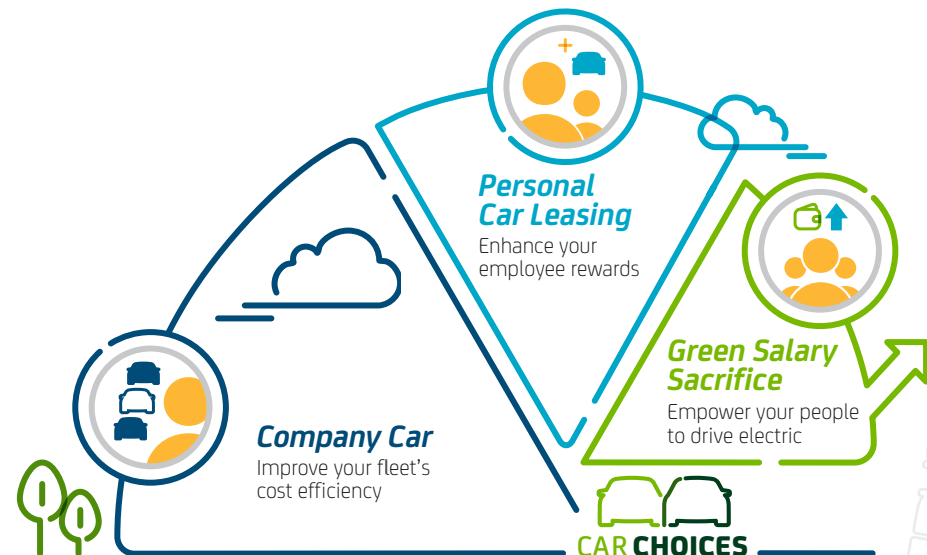 Personal
Car Leasing
Enhance your
employee rewards
Green Salary
Sacrifice
Empower your people
to drive electric
Company Car
Improve your fleet's
cost efficiency
CAR CHOICES